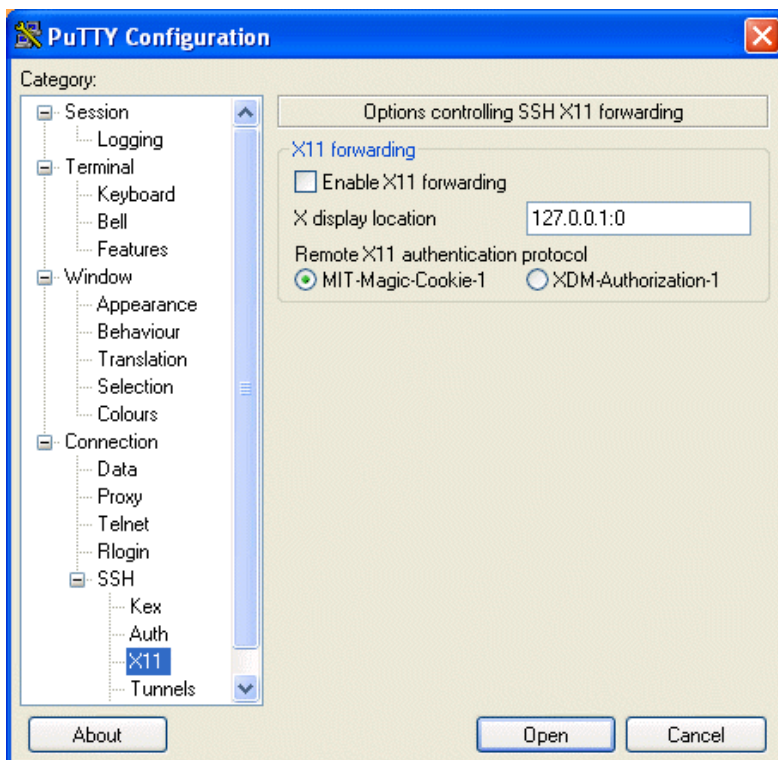 PuTTY Configuration
Category:
Session
Logging
Terminal
Keyboard
Bell
Features
Window
Appearance
Behaviour
Translation
Selection
Colours
Connection
Data
Proxy
Telnet
Rlogin
SSH
Kex
Auth
X11
Tunnels
Options controlling SSH X11 forwarding
X11 forwarding
Enable X11 forwarding
X display location 127.0.0.1:0
Remote X11 authentication protocol
MIT-Magic-Cookie-1 XDM-Authorization-1
About Open Cancel